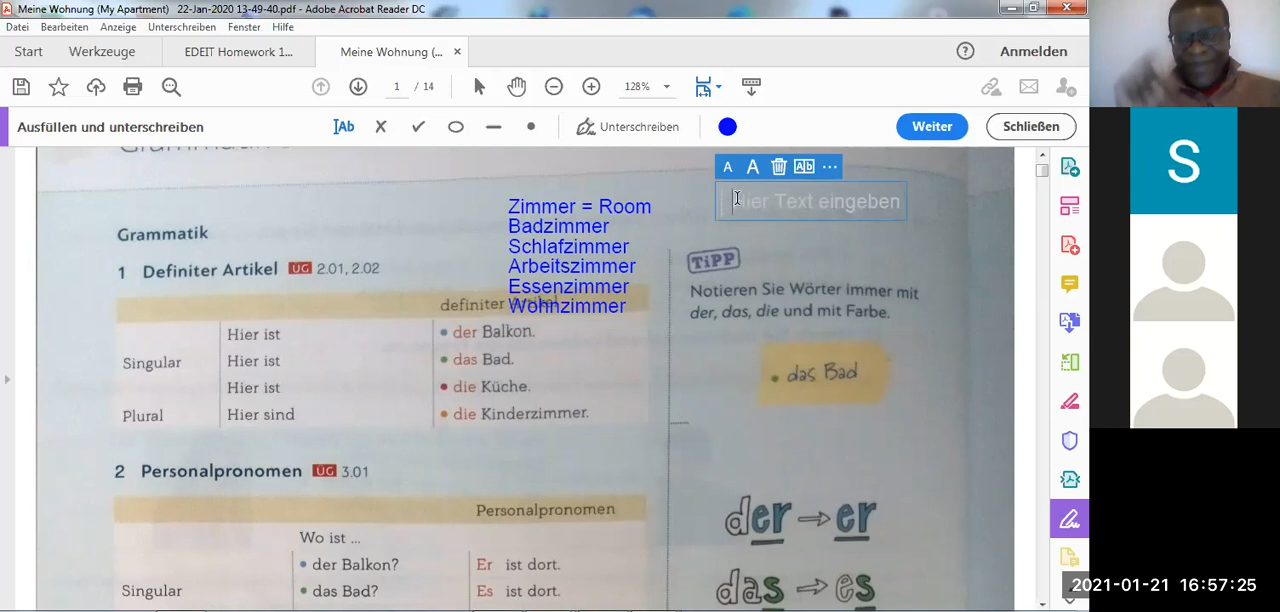 Meine Wohnung (My Apartment) 22-Jan-2020 13-49-40.pdf - Adobe Acrobat Reader DC
Datei Bearbeiten Anzeige Unterschreiben Fenster Hilfe
Start Werkzeuge EDEIT Homework 1... Meine Wohnung (... × Anmelden
1 / 14 128%
Ausfüllen und unterschreiben Ab Unterschreiben Weiter Schließen
A A Ab ...
Hier Text eingeben
Zimmer = Room
Badzimmer
Schlafzimmer
Arbeitszimmer
Essenzimmer
Wohnzimmer
Grammatik
1 Definiter Artikel UG 2.01, 2.02
definiter Artikel
Hier ist • der Balkon.
Singular Hier ist • das Bad.
Hier ist • die Küche.
Plural Hier sind • die Kinderzimmer.
TIPP
Notieren Sie Wörter immer mit
der, das, die und mit Farbe.
• das Bad
2 Personalpronomen UG 3.01
Personalpronomen
Wo ist ...
• der Balkon? Er ist dort.
Singular • das Bad? Es ist dort.
der → er
das → es
S
2021-01-21 16:57:25